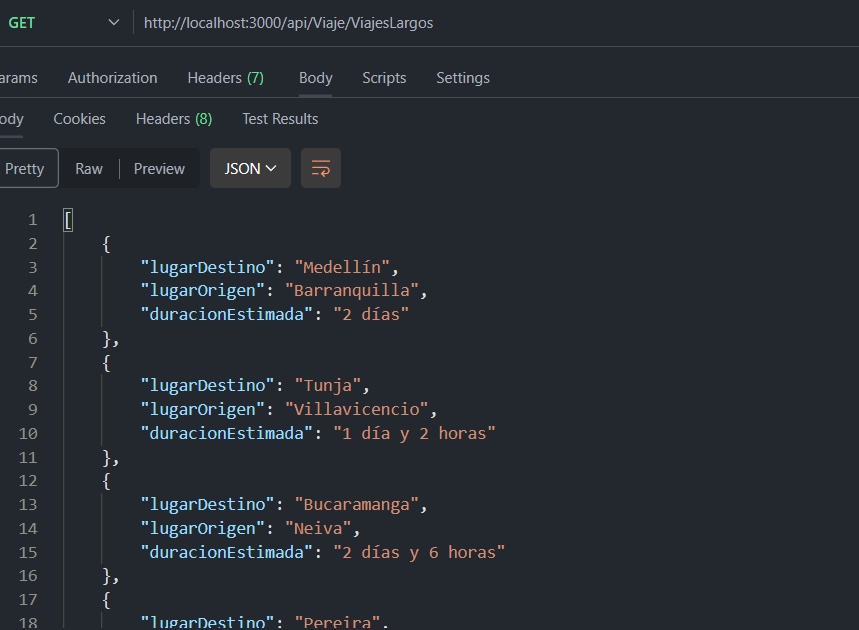 GET http://localhost:3000/api/Viaje/ViajesLargos
arams Authorization Headers (7) Body Scripts Settings
ody Cookies Headers (8) Test Results
Pretty Raw Preview JSON
1 [
2 {
3 "lugarDestino": "Medellín",
4 "lugarOrigen": "Barranquilla",
5 "duracionEstimada": "2 días"
6 },
7 {
8 "lugarDestino": "Tunja",
9 "lugarOrigen": "Villavicencio",
10 "duracionEstimada": "1 día y 2 horas"
11 },
12 {
13 "lugarDestino": "Bucaramanga",
14 "lugarOrigen": "Neiva",
15 "duracionEstimada": "2 días y 6 horas"
16 },
17 {
18 "lugarDestino": "Pereira",